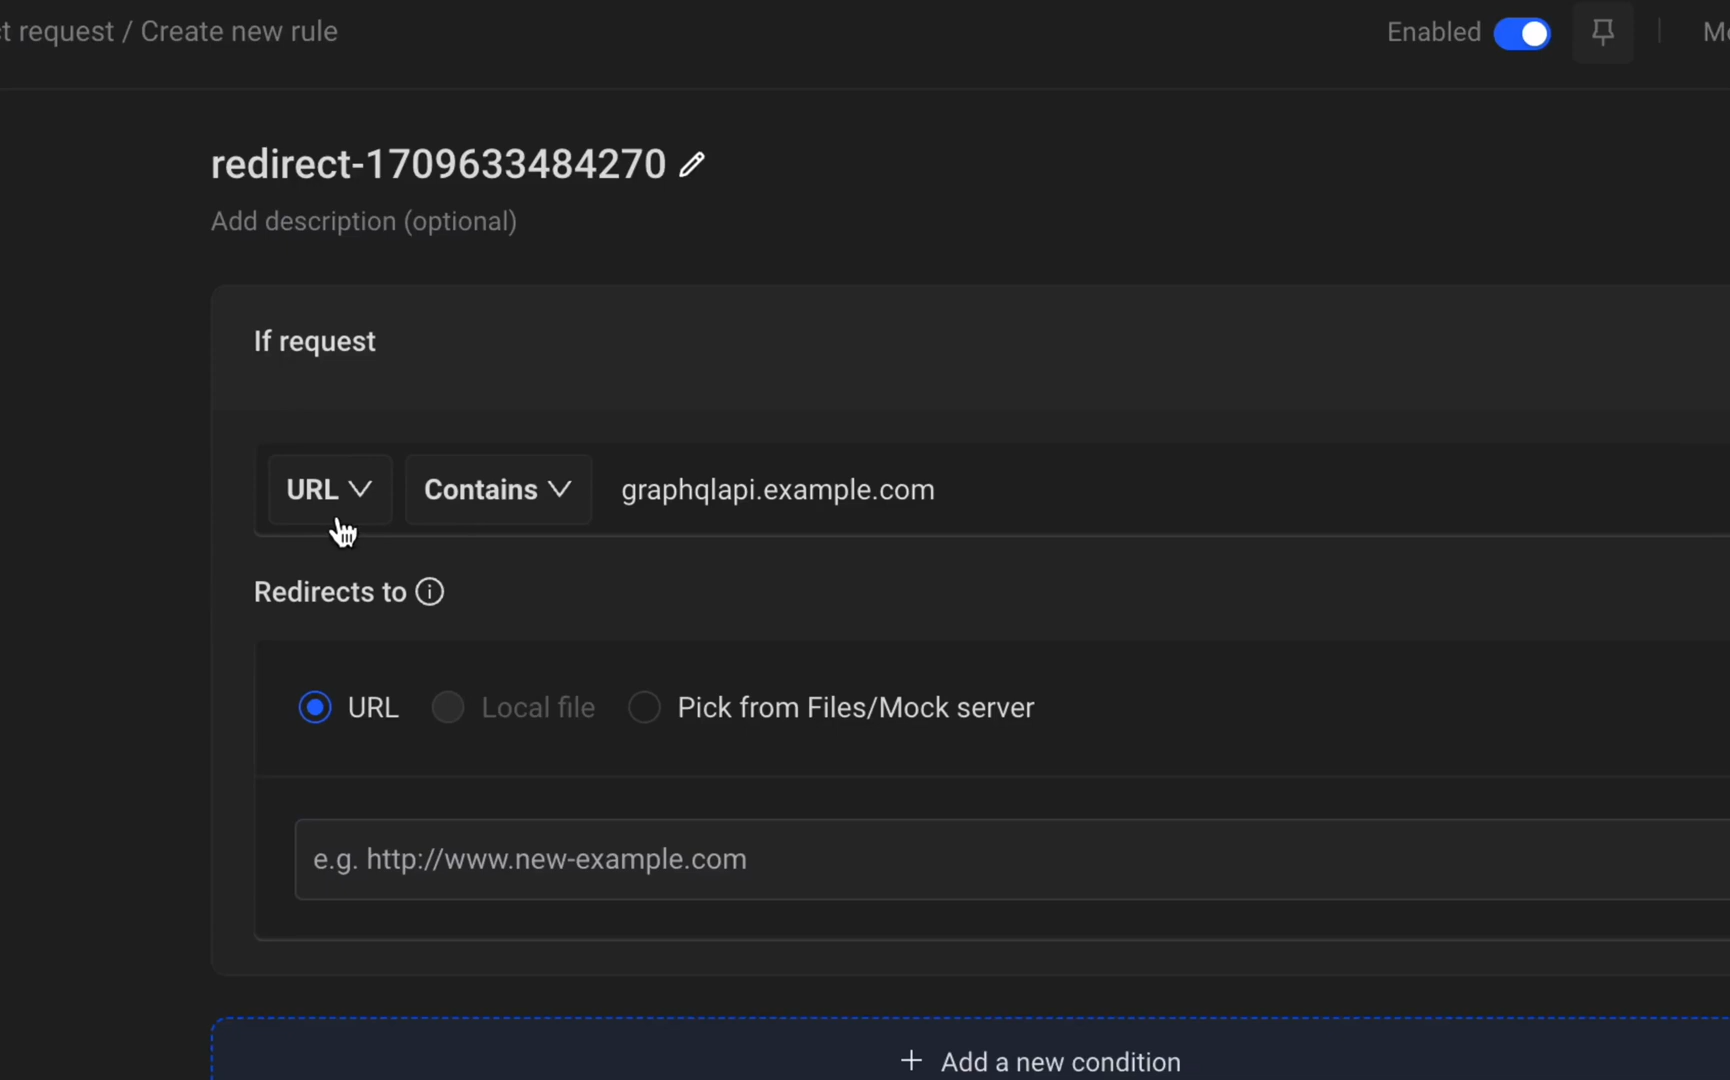 t request / Create new rule
Enabled
redirect-1709633484270
Add description (optional)
If request
URL Contains graphqlapi.example.com
Redirects to
URL Local file Pick from Files/Mock server
e.g. http://www.new-example.com
+ Add a new condition